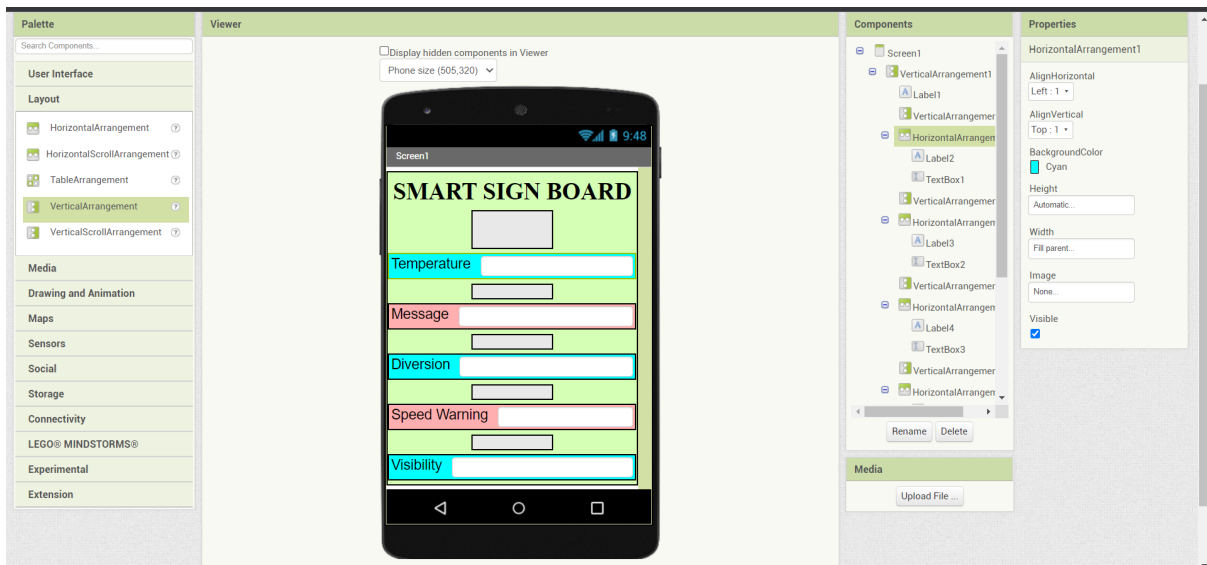 Palette
Search Components...
User Interface
Layout
HorizontalArrangement
HorizontalScrollArrangement
TableArrangement
VerticalArrangement
VerticalScrollArrangement
Media
Drawing and Animation
Maps
Sensors
Social
Storage
Connectivity
LEGO® MINDSTORMS®
Experimental
Extension
Viewer
Display hidden components in Viewer
Phone size (505,320)
9:48
Screen1
SMART SIGN BOARD
Temperature
Message
Diversion
Speed Warning
Visibility
Components
Screen1
VerticalArrangement1
Label1
VerticalArrangemer
HorizontalArrangem
Label2
TextBox1
VerticalArrangemer
HorizontalArrangem
Label3
TextBox2
VerticalArrangemer
HorizontalArrangem
Label4
TextBox3
VerticalArrangemer
HorizontalArrangem
Rename Delete
Media
Upload File ...
Properties
HorizontalArrangement1
AlignHorizontal
Left : 1
AlignVertical
Top : 1
BackgroundColor
Cyan
Height
Automatic...
Width
Fill parent...
Image
None...
Visible